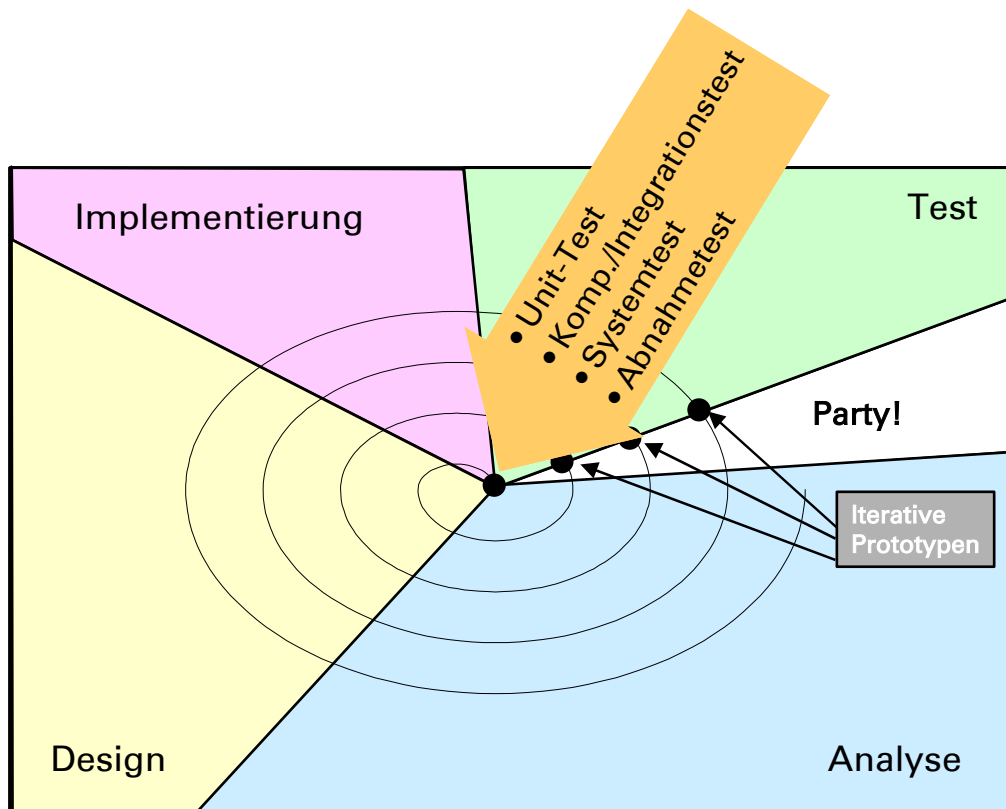 Implementierung
Test
• Unit-Test
• Komp./Integrationstest
• Systemtest
• Abnahmetest
Party!
Iterative
Prototypen
Design
Analyse